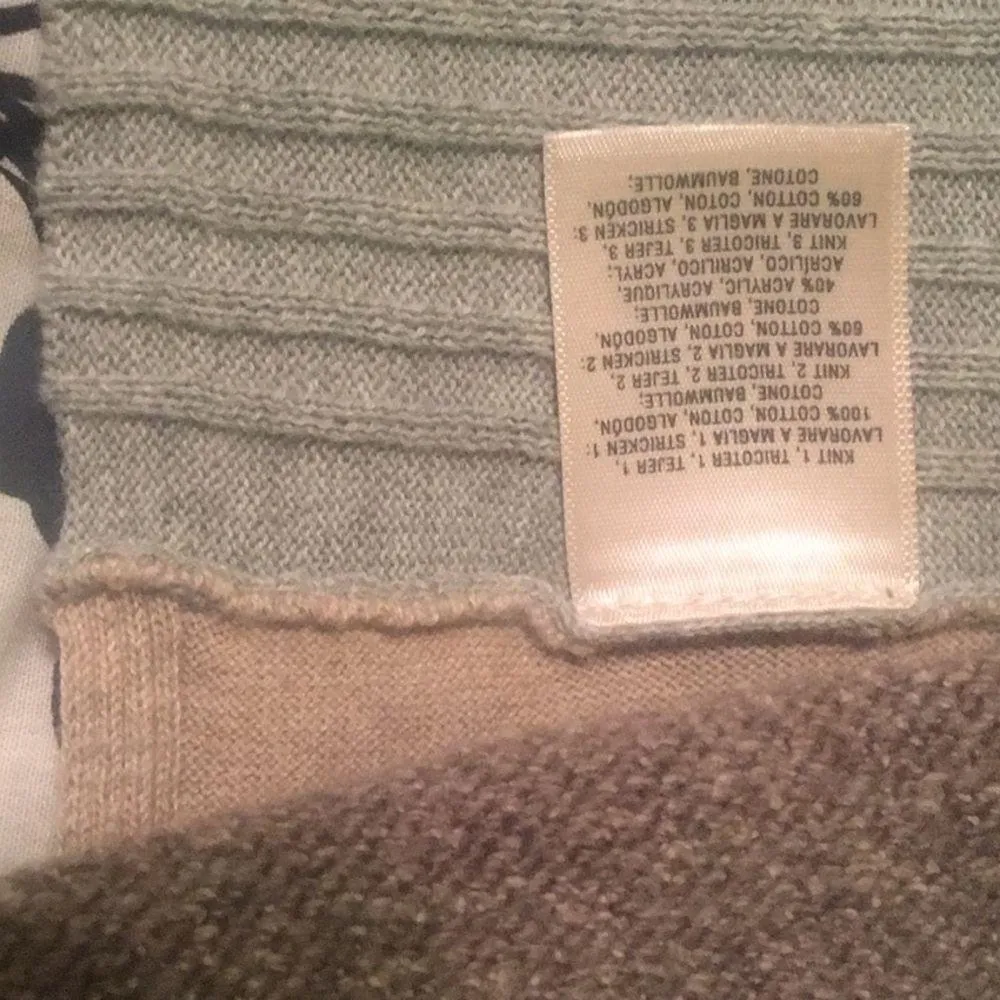 KNIT 1, TRICOTER 1, TEJER 1,
LAVORARE A MAGLIA 1, STRICKEN 1:
100% COTTON, COTON, ALGODÓN,
COTONE, BAUMWOLLE;
KNIT 2, TRICOTER 2, TEJER 2,
LAVORARE A MAGLIA 2, STRICKEN 2:
60% COTTON, COTON, ALGODÓN,
COTONE, BAUMWOLLE;
40% ACRYLIC, ACRYLIQUE,
ACRÍLICO, ACRILICO, ACRYL;
KNIT 3, TRICOTER 3, TEJER 3,
LAVORARE A MAGLIA 3, STRICKEN 3:
60% COTTON, COTON, ALGODÓN,
COTONE, BAUMWOLLE;